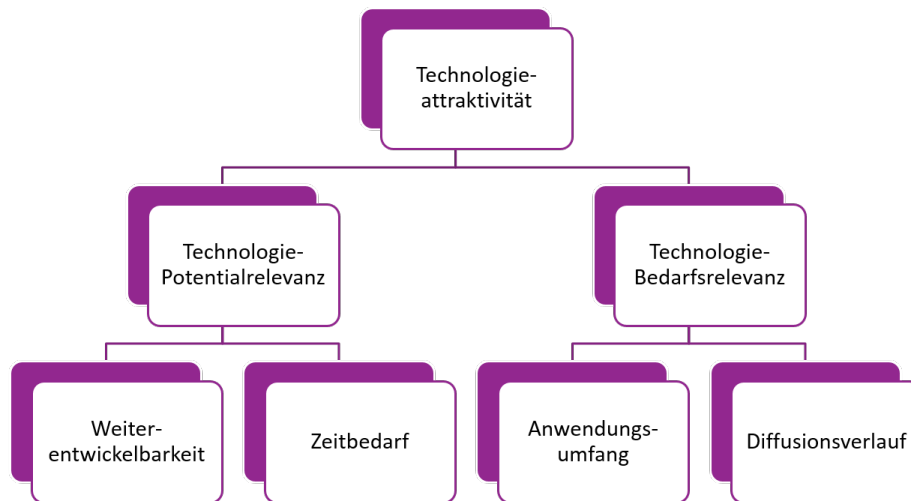 Technologie-
attraktivität
Technologie-
Potentialrelevanz
Technologie-
Bedarfsrelevanz
Weiter-
entwickelbarkeit
Zeitbedarf
Anwendungs-
umfang
Diffusionsverlauf